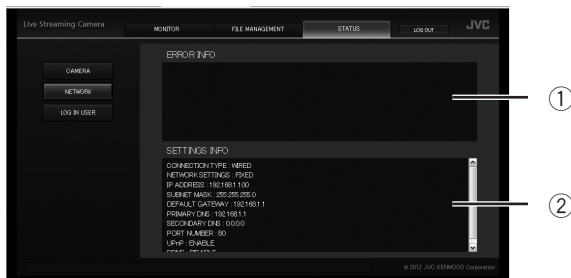 Live Streaming Camera
MONITOR
FILE MANAGEMENT
STATUS
LOG OUT
JVC
ERROR INFO
CAMERA
NETWORK
LOG IN USER
1
SETTINGS INFO
CONNECTION TYPE : WIRED
NETWORK SETTINGS : FIXED
IP ADDRESS : 192.168.1.100
SUBNET MASK : 255.255.255.0
DEFAULT GATEWAY : 192.168.1.1
PRIMARY DNS : 192.168.1.1
SECONDARY DNS : 0.0.0.0
PORT NUMBER : 80
UPnP : ENABLE
2
© 2012 JVC KENWOOD Corporation